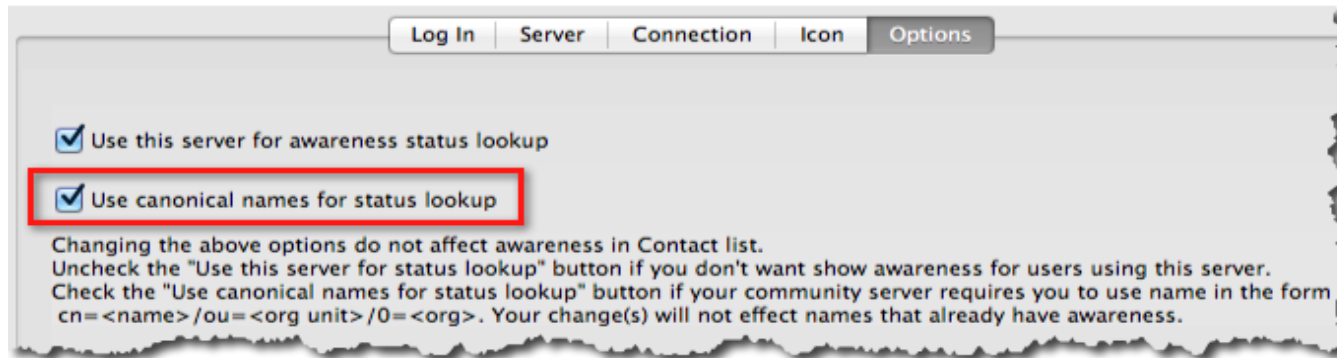 Log In Server Connection Icon Options
Use this server for awareness status lookup
Use canonical names for status lookup
Changing the above options do not affect awareness in Contact list.
Uncheck the "Use this server for status lookup" button if you don't want show awareness for users using this server.
Check the "Use canonical names for status lookup" button if your community server requires you to use name in the form
cn=<name>/ou=<org unit>/0=<org>. Your change(s) will not effect names that already have awareness.